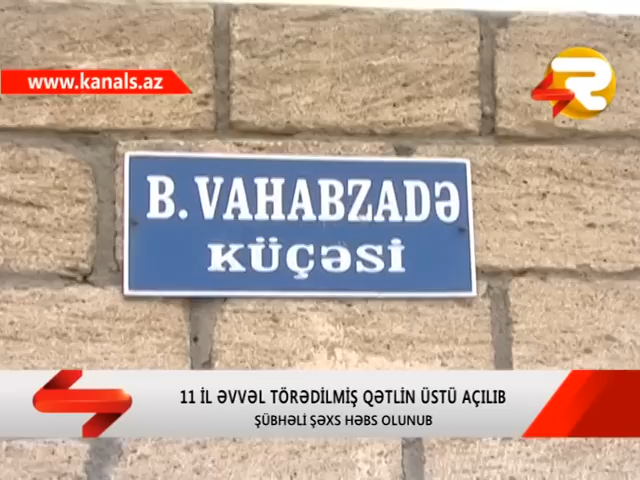 www.kanals.az
B. VAHABZADƏ
KÜÇƏSİ
11 İL ƏVVƏL TÖRƏDİLMİŞ QƏTLİN ÜSTÜ AÇILIB
ŞÜBHƏLİ ŞƏXS HƏBS OLUNUB